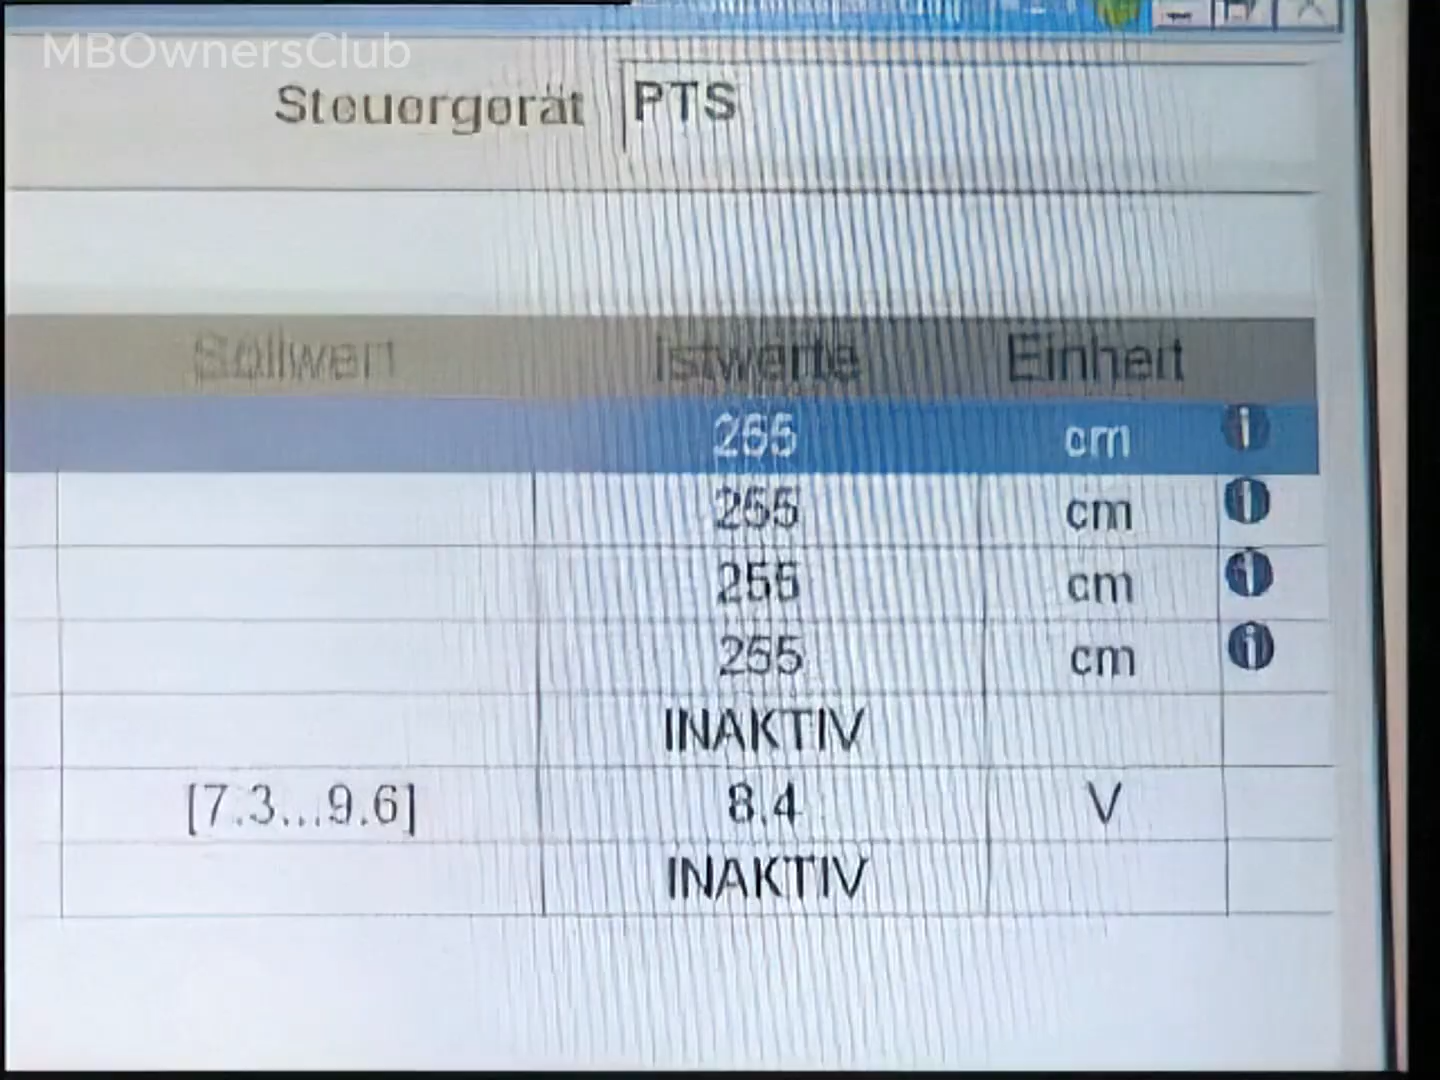 MBOwnersClub
Steuergerät PTS
Sollwert Istwerte Einheit
255 cm i
255 cm i
255 cm i
255 cm i
INAKTIV
[7.3...9.6] 8.4 V
INAKTIV